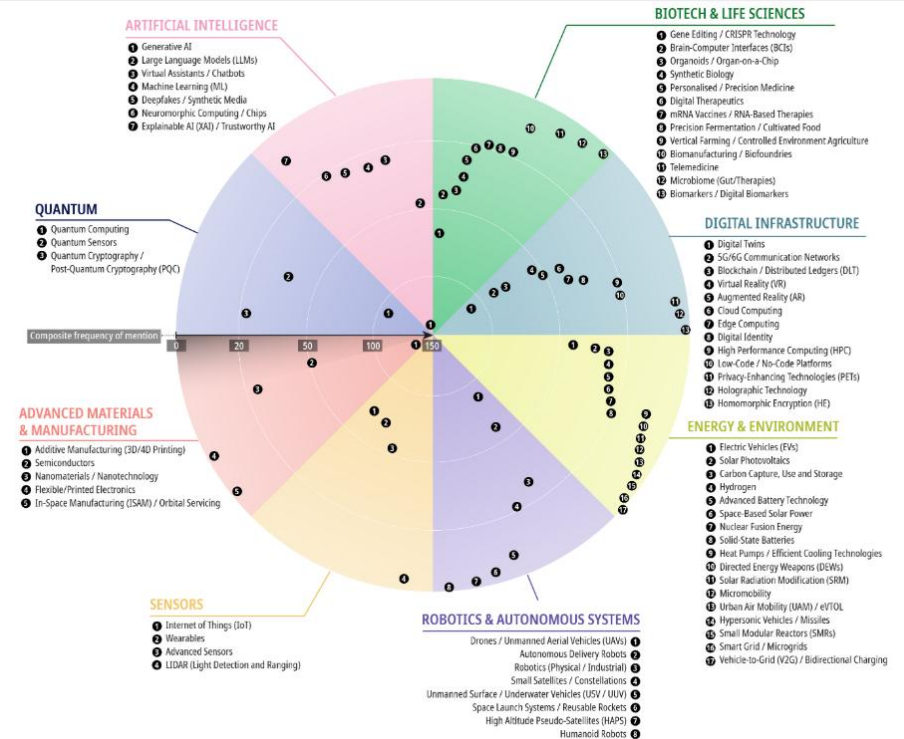 ARTIFICIAL INTELLIGENCE
1 Generative AI
2 Large Language Models (LLMs)
3 Virtual Assistants / Chatbots
4 Machine Learning (ML)
5 Deepfakes / Synthetic Media
6 Neuromorphic Computing / Chips
7 Explainable AI (XAI) / Trustworthy AI
BIOTECH & LIFE SCIENCES
1 Gene Editing / CRISPR Technology
2 Brain-Computer Interfaces (BCIs)
3 Organoids / Organ-on-a-Chip
4 Synthetic Biology
5 Personalised / Precision Medicine
6 Digital Therapeutics
7 mRNA Vaccines / RNA-Based Therapies
8 Precision Fermentation / Cultivated Food
9 Vertical Farming / Controlled Environment Agriculture
10 Biomanufacturing / Biofoundries
11 Telemedicine
12 Microbiome (Gut/Therapies)
13 Biomarkers / Digital Biomarkers
QUANTUM
1 Quantum Computing
2 Quantum Sensors
3 Quantum Cryptography /
Post-Quantum Cryptography (PQC)
DIGITAL INFRASTRUCTURE
1 Digital Twins
2 5G/6G Communication Networks
3 Blockchain / Distributed Ledgers (DLT)
4 Virtual Reality (VR)
5 Augmented Reality (AR)
6 Cloud Computing
7 Edge Computing
8 Digital Identity
9 High Performance Computing (HPC)
10 Low-Code / No-Code Platforms
11 Privacy-Enhancing Technologies (PETs)
12 Holographic Technology
13 Homomorphic Encryption (HE)
Composite frequency of mention
0 20 50 100 150
ADVANCED MATERIALS
& MANUFACTURING
1 Additive Manufacturing (3D/4D Printing)
2 Semiconductors
3 Nanomaterials / Nanotechnology
4 Flexible/Printed Electronics
5 In-Space Manufacturing (ISAM) / Orbital Servicing
ENERGY & ENVIRONMENT
1 Electric Vehicles (EVs)
2 Solar Photovoltaics
3 Carbon Capture, Use and Storage
4 Hydrogen
5 Advanced Battery Technology
6 Space-Based Solar Power
7 Nuclear Fusion Energy
8 Solid-State Batteries
9 Heat Pumps / Efficient Cooling Technologies
10 Directed Energy Weapons (DEWs)
11 Solar Radiation Modification (SRM)
12 Micromobility
13 Urban Air Mobility (UAM) / eVTOL
14 Hypersonic Vehicles / Missiles
15 Small Modular Reactors (SMRs)
16 Smart Grid / Microgrids
17 Vehicle-to-Grid (V2G) / Bidirectional Charging
SENSORS
1 Internet of Things (IoT)
2 Wearables
3 Advanced Sensors
4 LIDAR (Light Detection and Ranging)
ROBOTICS & AUTONOMOUS SYSTEMS
Drones / Unmanned Aerial Vehicles (UAVs) 1
Autonomous Delivery Robots 2
Robotics (Physical / Industrial) 3
Small Satellites / Constellations 4
Unmanned Surface / Underwater Vehicles (USV / UUV) 5
Space Launch Systems / Reusable Rockets 6
High Altitude Pseudo-Satellites (HAPS) 7
Humanoid Robots 8